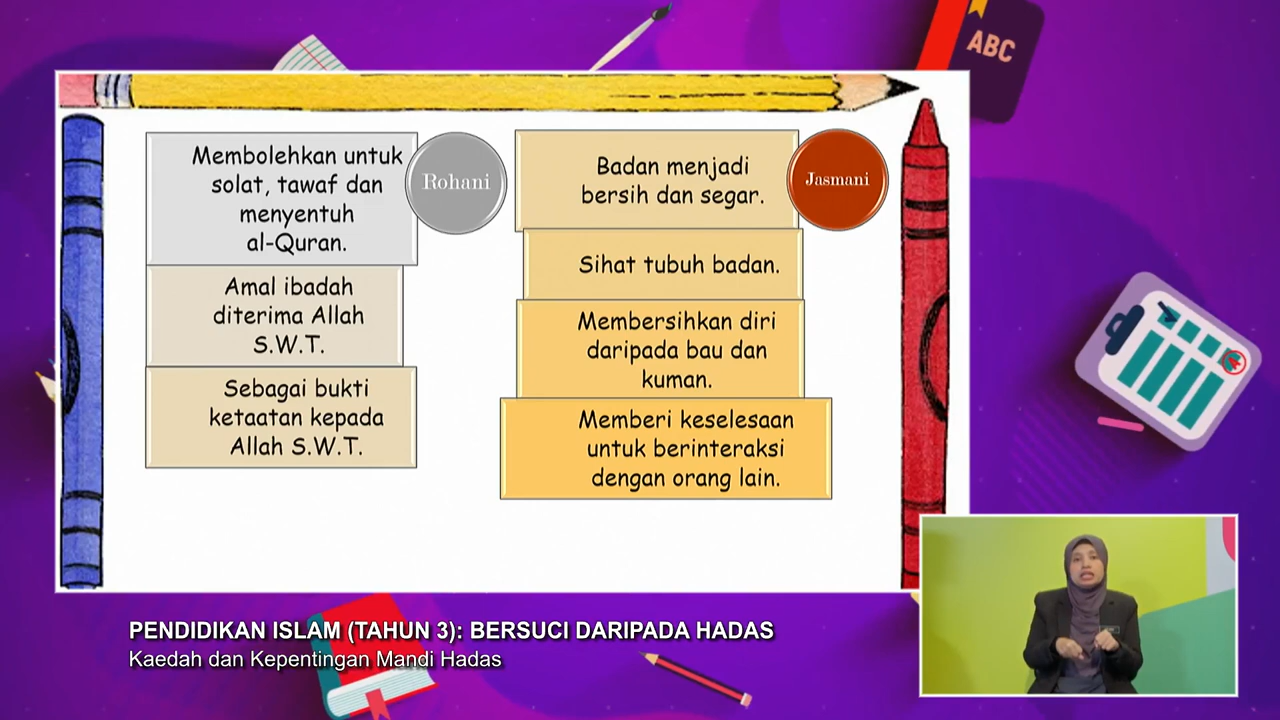 ABC
Membolehkan untuk
solat, tawaf dan
menyentuh
al-Quran.
Rohani
Amal ibadah
diterima Allah
S.W.T.
Sebagai bukti
ketaatan kepada
Allah S.W.T.
Badan menjadi
bersih dan segar.
Jasmani
Sihat tubuh badan.
Membersihkan diri
daripada bau dan
kuman.
Memberi keselesaan
untuk berinteraksi
dengan orang lain.
PENDIDIKAN ISLAM (TAHUN 3): BERSUCI DARIPADA HADAS
Kaedah dan Kepentingan Mandi Hadas